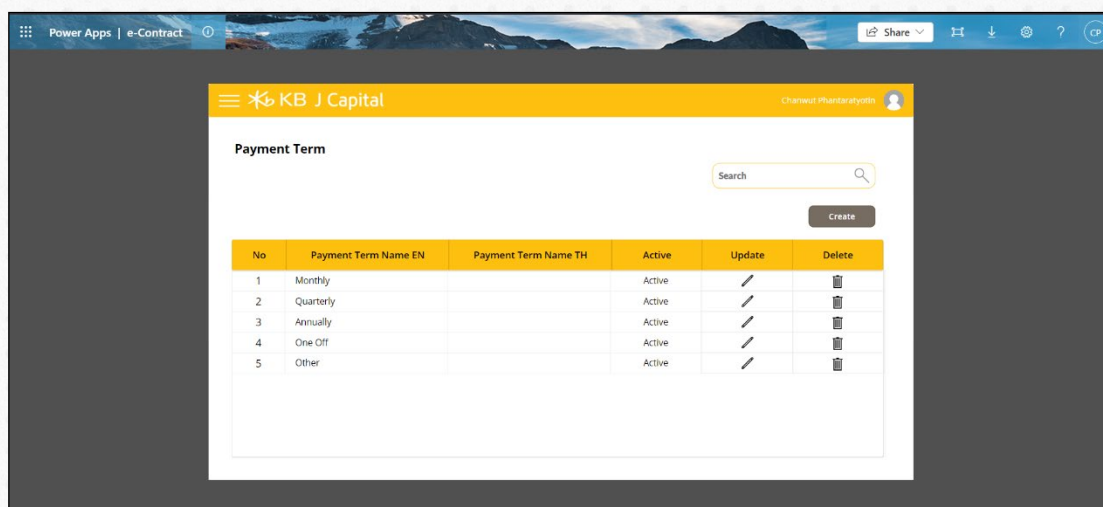 Power Apps | e-Contract
Share
?
CP
KB J Capital
Chanwut Phantaratyotin
Payment Term
Search
Create
No Payment Term Name EN Payment Term Name TH Active Update Delete
1 Monthly Active
2 Quarterly Active
3 Annually Active
4 One Off Active
5 Other Active